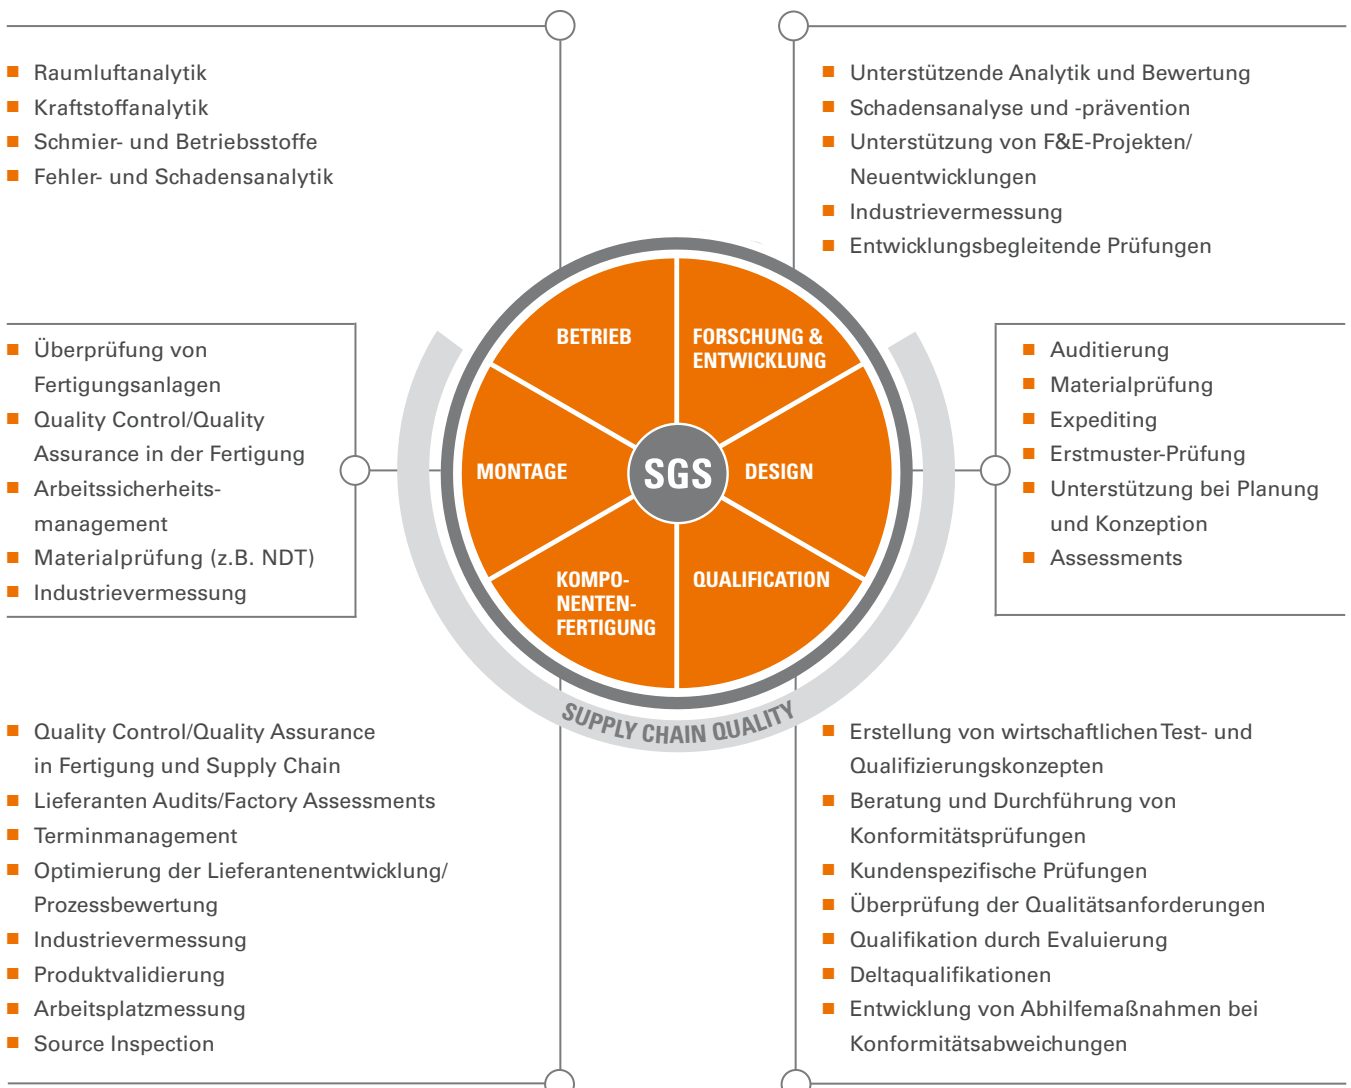 Raumluftanalytik
Kraftstoffanalytik
Schmier- und Betriebsstoffe
Fehler- und Schadensanalytik
Unterstützende Analytik und Bewertung
Schadensanalyse und -prävention
Unterstützung von F&E-Projekten/
Neuentwicklungen
Industrievermessung
Entwicklungsbegleitende Prüfungen
Überprüfung von
Fertigungsanlagen
Quality Control/Quality
Assurance in der Fertigung
Arbeitssicherheits-
management
Materialprüfung (z.B. NDT)
Industrievermessung
BETRIEB
FORSCHUNG &
ENTWICKLUNG
MONTAGE
SGS
DESIGN
KOMPO-
NENTEN-
FERTIGUNG
QUALIFICATION
SUPPLY CHAIN QUALITY
Auditierung
Materialprüfung
Expediting
Erstmuster-Prüfung
Unterstützung bei Planung
und Konzeption
Assessments
Quality Control/Quality Assurance
in Fertigung und Supply Chain
Lieferanten Audits/Factory Assessments
Terminmanagement
Optimierung der Lieferantenentwicklung/
Prozessbewertung
Industrievermessung
Produktvalidierung
Arbeitsplatzmessung
Source Inspection
Erstellung von wirtschaftlichen Test- und
Qualifizierungskonzepten
Beratung und Durchführung von
Konformitätsprüfungen
Kundenspezifische Prüfungen
Überprüfung der Qualitätsanforderungen
Qualifikation durch Evaluierung
Deltaqualifikationen
Entwicklung von Abhilfemaßnahmen bei
Konformitätsabweichungen